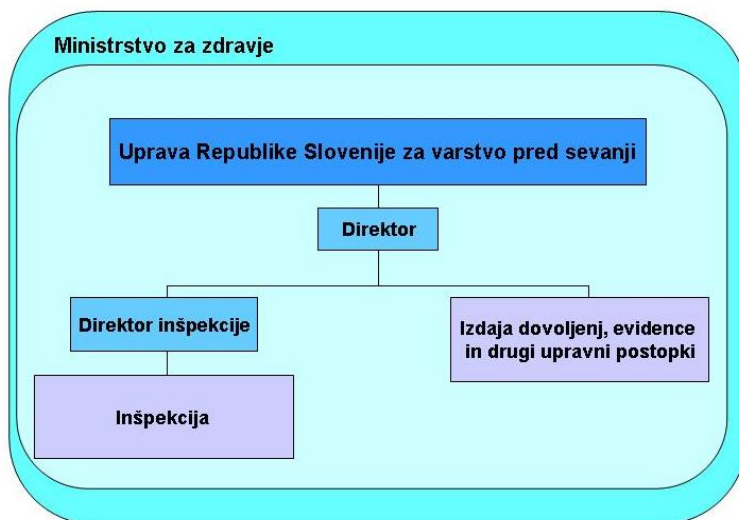 Ministrstvo za zdravje
Uprava Republike Slovenije za varstvo pred sevanji
Direktor
Direktor inšpekcije
Izdaja dovoljenj, evidence
in drugi upravni postopki
Inšpekcija